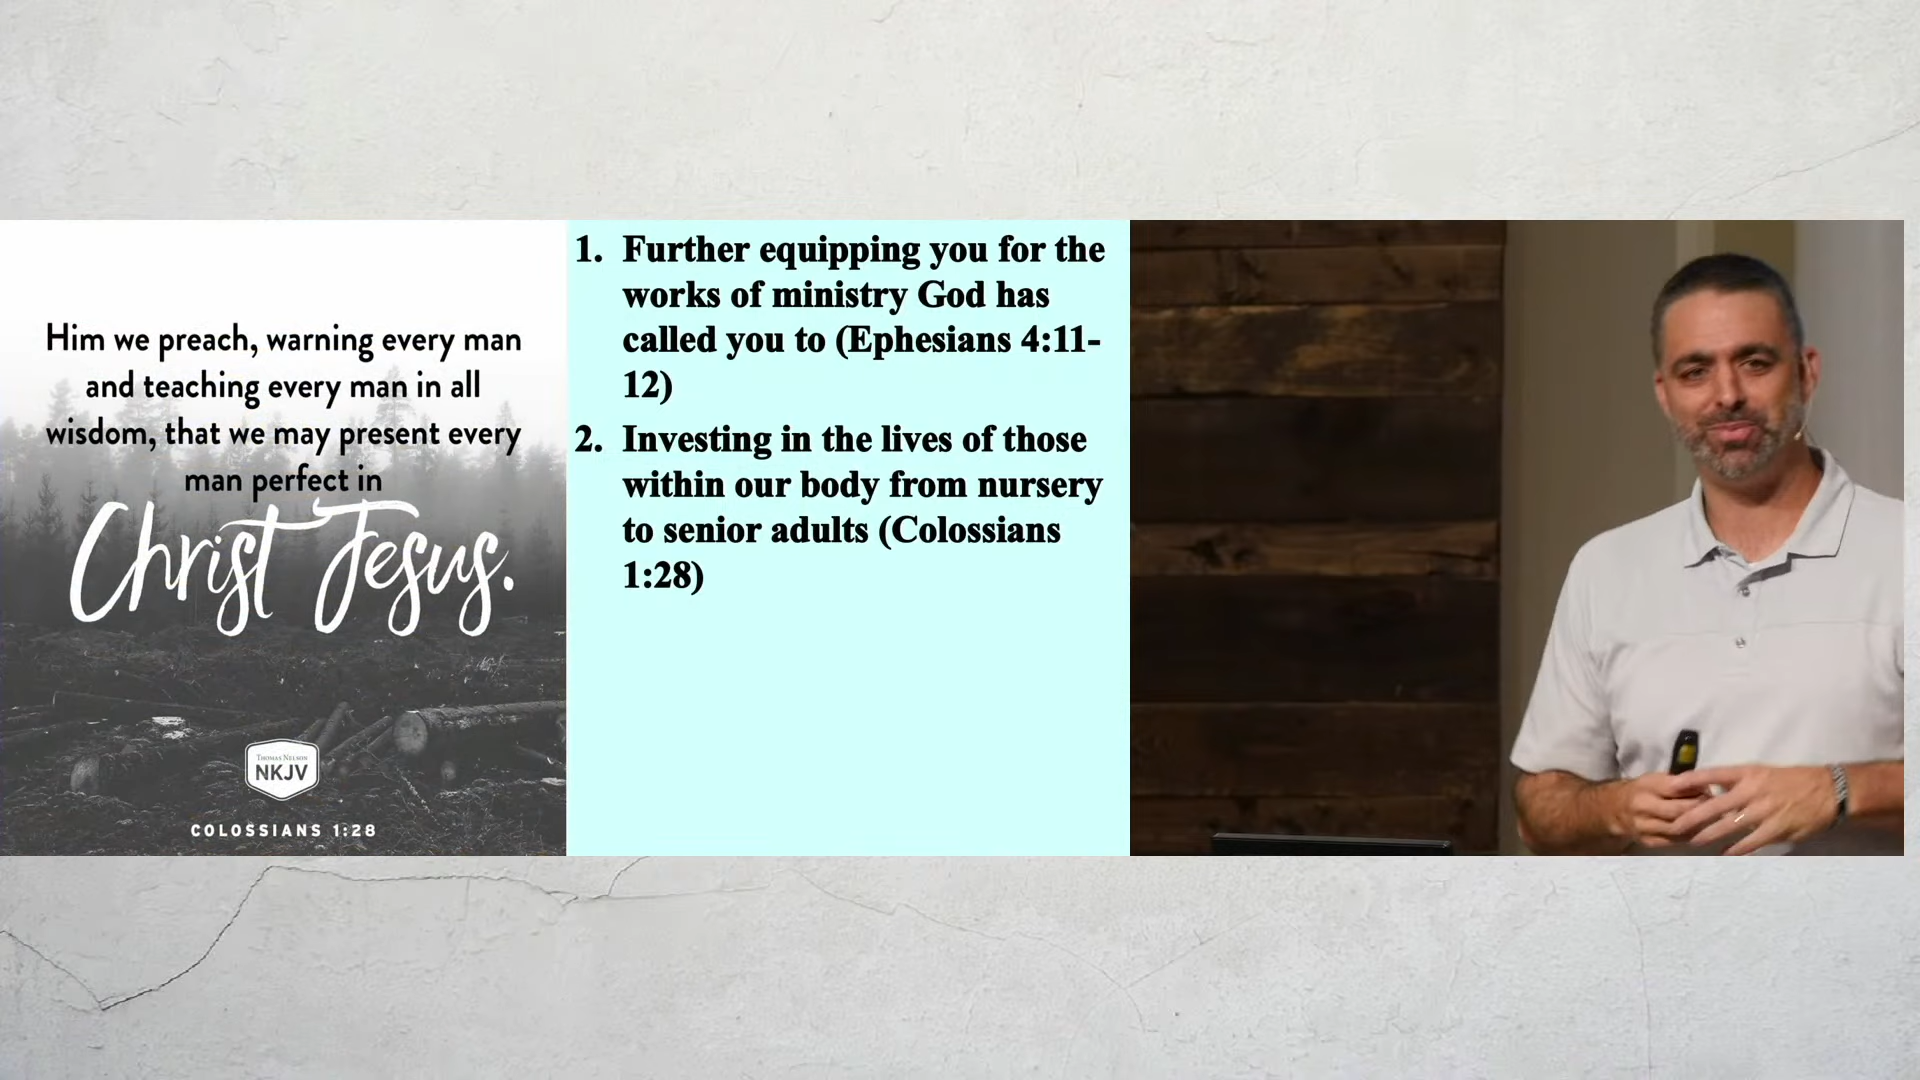 Him we preach, warning every man
and teaching every man in all
wisdom, that we may present every
man perfect in
Christ Jesus.
THOMAS NELSON
NKJV
COLOSSIANS 1:28
1. Further equipping you for the
works of ministry God has
called you to (Ephesians 4:11-
12)
2. Investing in the lives of those
within our body from nursery
to senior adults (Colossians
1:28)